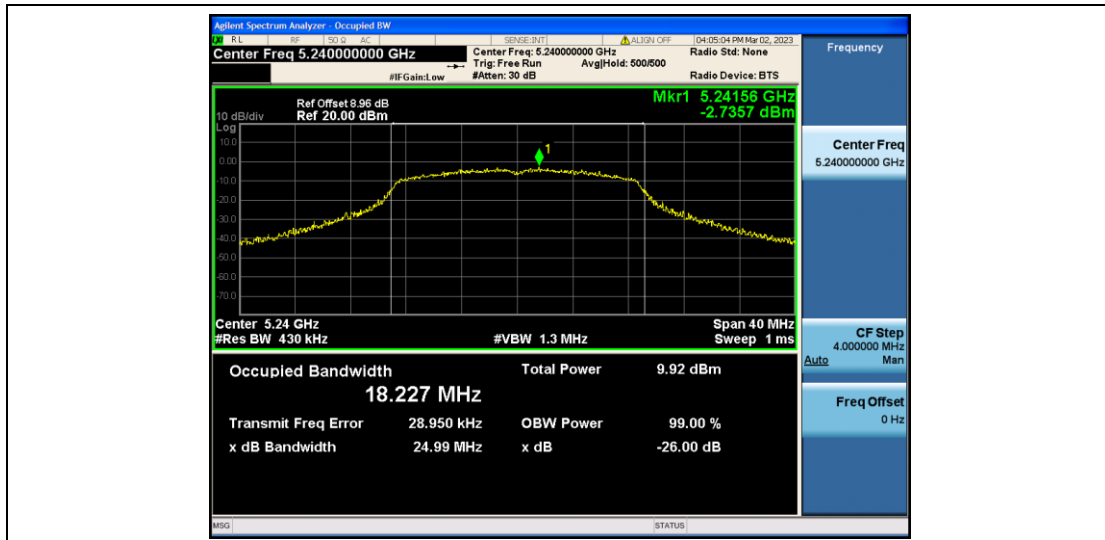 Agilent Spectrum Analyzer - Occupied BW
RL RF 50 Ω AC SENSE:INT ALIGN OFF 04:05:04 PM Mar 02, 2023
Center Freq 5.240000000 GHz
Center Freq: 5.240000000 GHz
Radio Std: None
Trig: Free Run Avg|Hold: 500/500
#IFGain:Low #Atten: 30 dB
Radio Device: BTS
Frequency
Mkr1 5.24156 GHz
-2.7357 dBm
Ref Offset 8.96 dB
10 dB/div Ref 20.00 dBm
Log
10.0
0.00
-10.0
-20.0
-30.0
-40.0
-50.0
-60.0
-70.0
1
Center 5.24 GHz Span 40 MHz
#Res BW 430 kHz #VBW 1.3 MHz Sweep 1 ms
Occupied Bandwidth Total Power 9.92 dBm
18.227 MHz
Transmit Freq Error 28.950 kHz OBW Power 99.00 %
x dB Bandwidth 24.99 MHz x dB -26.00 dB
Center Freq
5.240000000 GHz
CF Step
4.000000 MHz
Auto Man
Freq Offset
0 Hz
MSG STATUS